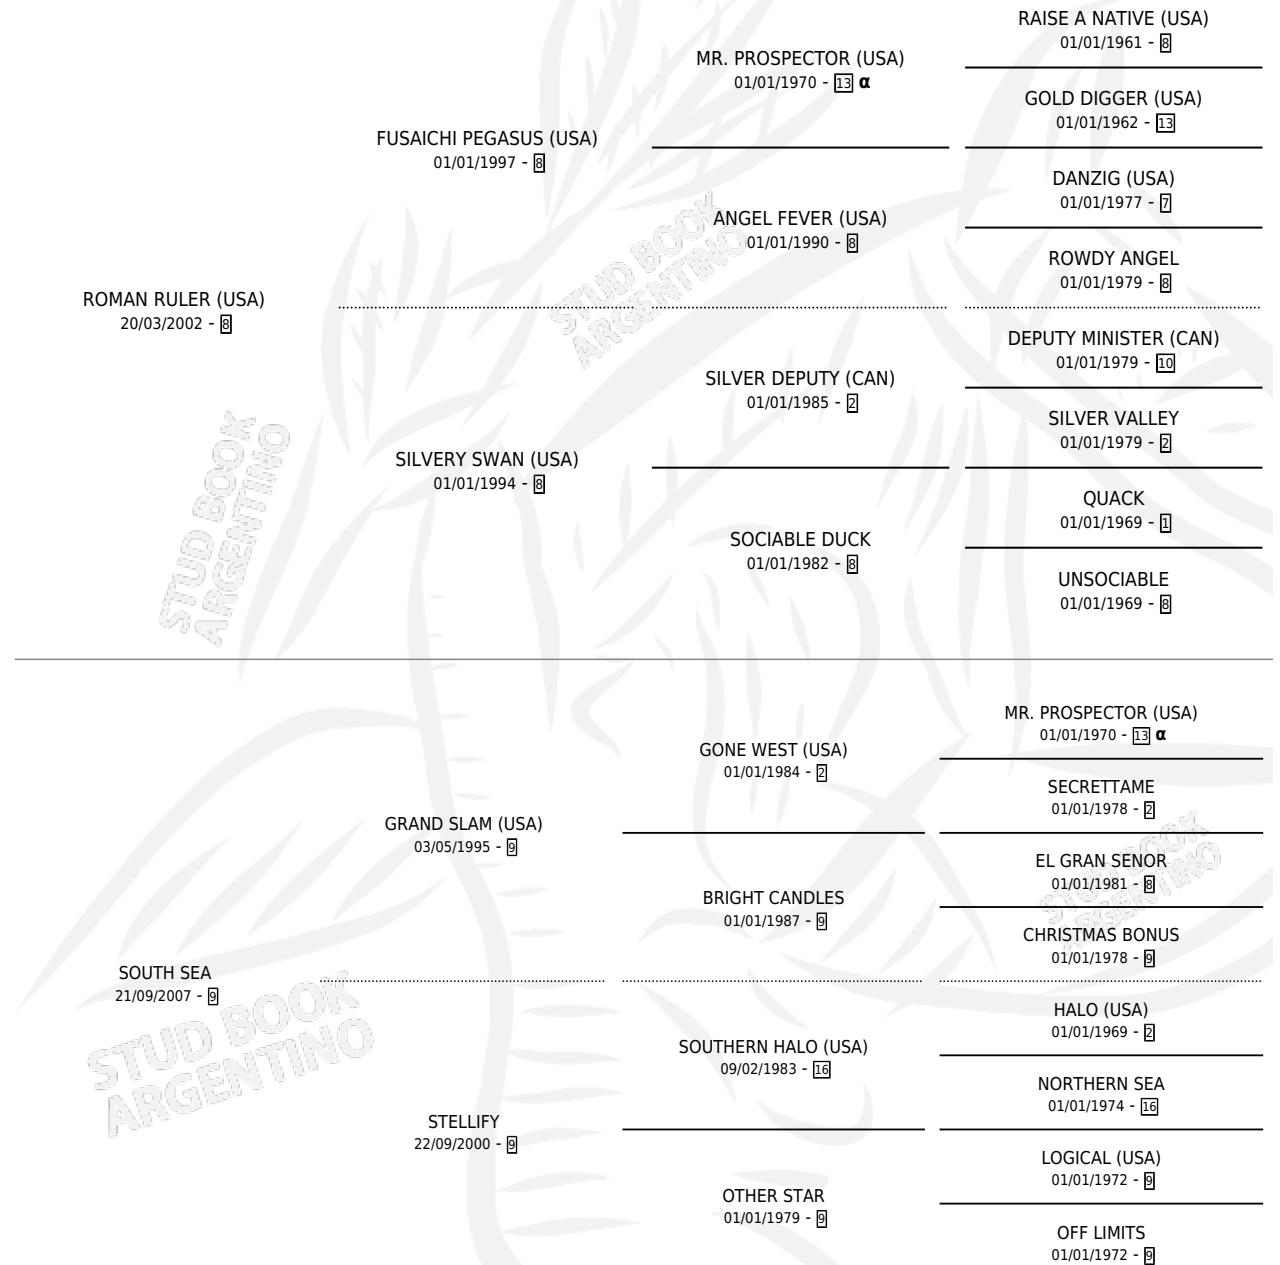 RAISE A NATIVE (USA)
01/01/1961 - 8
MR. PROSPECTOR (USA)
01/01/1970 - 13 α
GOLD DIGGER (USA)
01/01/1962 - 13
FUSAICHI PEGASUS (USA)
01/01/1997 - 8
DANZIG (USA)
01/01/1977 - 7
ANGEL FEVER (USA)
01/01/1990 - 8
ROWDY ANGEL
01/01/1979 - 8
ROMAN RULER (USA)
20/03/2002 - 8
DEPUTY MINISTER (CAN)
01/01/1979 - 10
SILVER DEPUTY (CAN)
01/01/1985 - 2
SILVER VALLEY
01/01/1979 - 2
SILVERY SWAN (USA)
01/01/1994 - 8
QUACK
01/01/1969 - 1
SOCIABLE DUCK
01/01/1982 - 8
UNSOCIABLE
01/01/1969 - 8
MR. PROSPECTOR (USA)
01/01/1970 - 13 α
GONE WEST (USA)
01/01/1984 - 2
SECRETTAME
01/01/1978 - 2
GRAND SLAM (USA)
03/05/1995 - 9
EL GRAN SENOR
01/01/1981 - 8
BRIGHT CANDLES
01/01/1987 - 9
CHRISTMAS BONUS
01/01/1978 - 9
SOUTH SEA
21/09/2007 - 9
HALO (USA)
01/01/1969 - 2
SOUTHERN HALO (USA)
09/02/1983 - 16
NORTHERN SEA
01/01/1974 - 16
STELLIFY
22/09/2000 - 9
LOGICAL (USA)
01/01/1972 - 9
OTHER STAR
01/01/1979 - 9
OFF LIMITS
01/01/1972 - 9
STUD BOOK
ARGENTINO
STUD BOOK
ARGENTINO
STUD BOOK
ARGENTINO
STUD BOOK
ARGENTINO